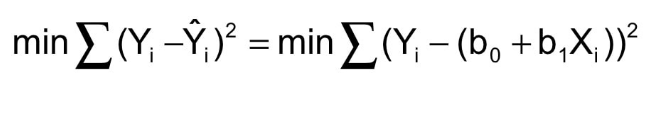 min ∑ (Yᵢ – Ŷᵢ)² = min ∑ (Yᵢ – (b₀ + b₁Xᵢ))²